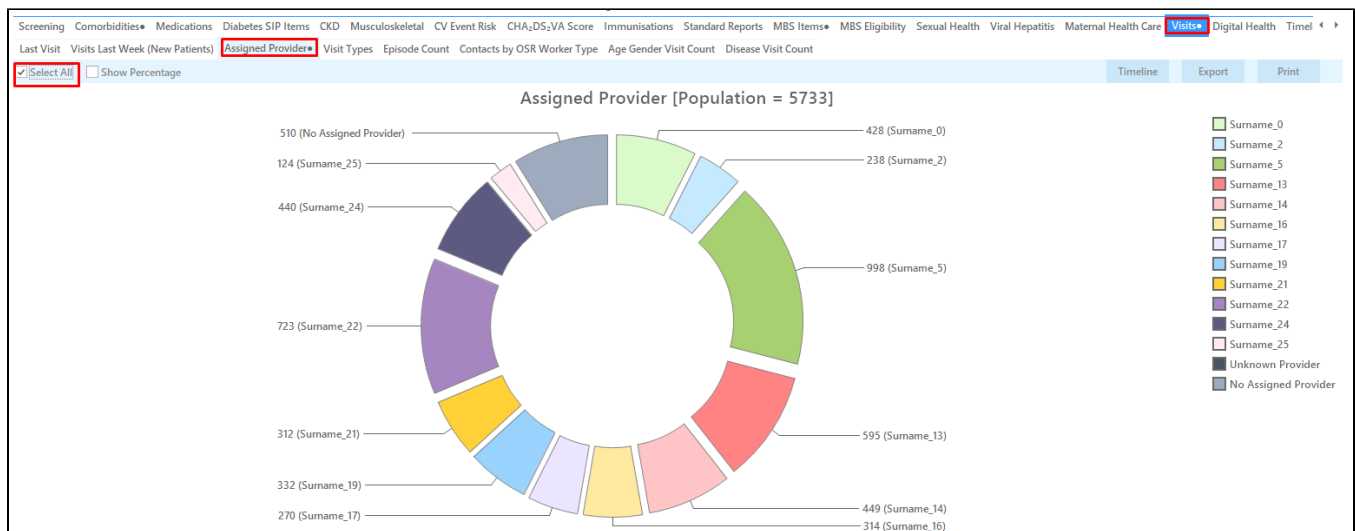 Screening Comorbidities● Medications Diabetes SIP Items CKD Musculoskeletal CV Event Risk CHA₂DS₂VA Score Immunisations Standard Reports MBS Items● MBS Eligibility Sexual Health Viral Hepatitis Maternal Health Care Visits● Digital Health Timel
Last Visit Visits Last Week (New Patients) Assigned Provider● Visit Types Episode Count Contacts by OSR Worker Type Age Gender Visit Count Disease Visit Count
Select All Show Percentage Timeline Export Print
Assigned Provider [Population = 5733]
510 (No Assigned Provider)
428 (Surname_0)
124 (Surname_25)
238 (Surname_2)
440 (Surname_24)
998 (Surname_5)
723 (Surname_22)
312 (Surname_21)
595 (Surname_13)
332 (Surname_19)
449 (Surname_14)
270 (Surname_17)
314 (Surname_16)
Surname_0
Surname_2
Surname_5
Surname_13
Surname_14
Surname_16
Surname_17
Surname_19
Surname_21
Surname_22
Surname_24
Surname_25
Unknown Provider
No Assigned Provider